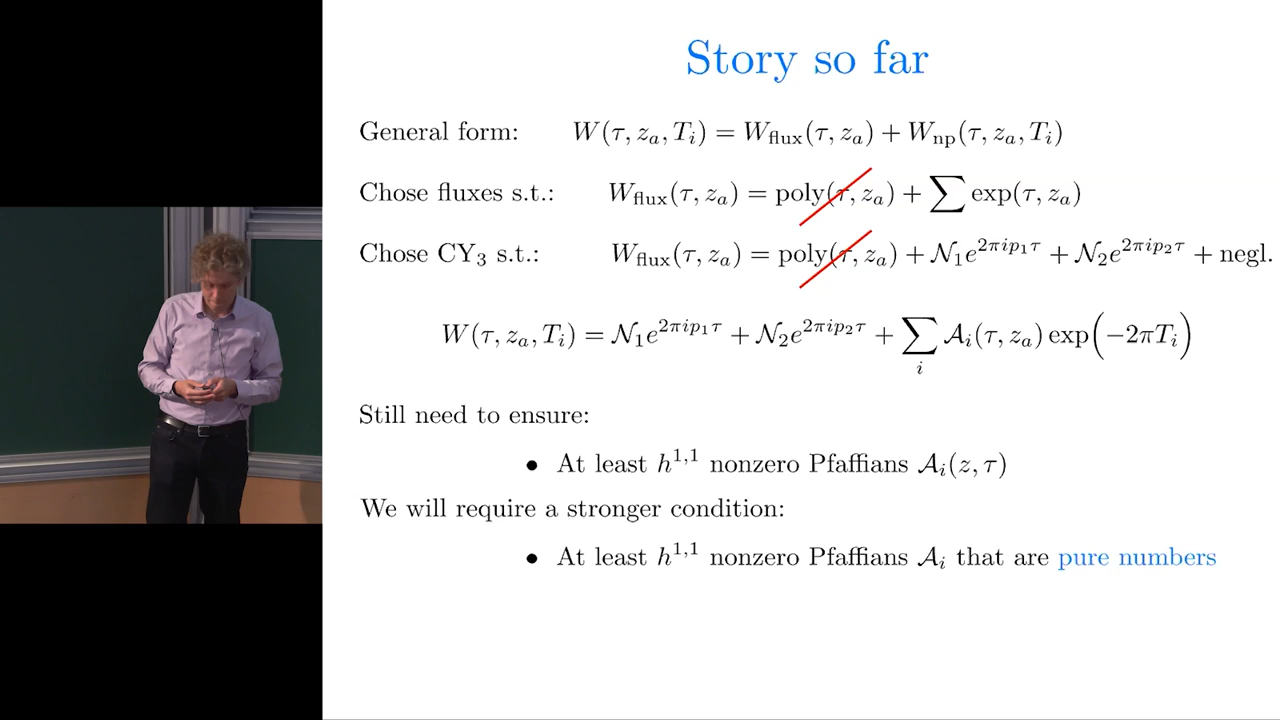 Story so far
General form: W(τ, z_a, T_i) = W_flux(τ, z_a) + W_np(τ, z_a, T_i)
Chose fluxes s.t.: W_flux(τ, z_a) = poly(τ, z_a) + ∑ exp(τ, z_a)
Chose CY_3 s.t.: W_flux(τ, z_a) = poly(τ, z_a) + 𝒩_1 e^{2πip_1τ} + 𝒩_2 e^{2πip_2τ} + negl.
W(τ, z_a, T_i) = 𝒩_1 e^{2πip_1τ} + 𝒩_2 e^{2πip_2τ} + ∑_i 𝒜_i(τ, z_a) exp(−2πT_i)
Still need to ensure:
• At least h^{1,1} nonzero Pfaffians 𝒜_i(z, τ)
We will require a stronger condition:
• At least h^{1,1} nonzero Pfaffians 𝒜_i that are pure numbers